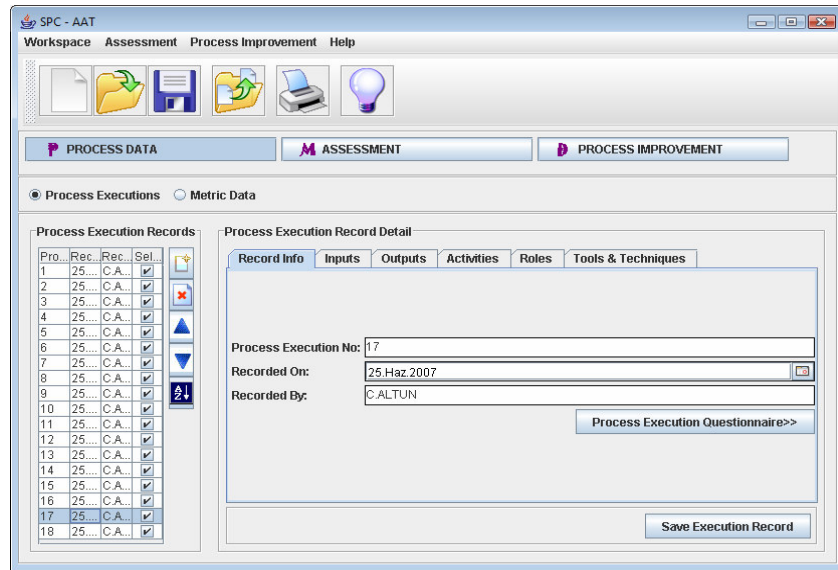 SPC - AAT
Workspace Assessment Process Improvement Help
P PROCESS DATA M ASSESSMENT PROCESS IMPROVEMENT
Process Executions Metric Data
Process Execution Records
Pro... Rec... Rec... Sel...
1 25.... C.A...
2 25.... C.A...
3 25.... C.A...
4 25.... C.A...
5 25.... C.A...
6 25.... C.A...
7 25.... C.A...
8 25.... C.A...
9 25.... C.A...
10 25.... C.A...
11 25.... C.A...
12 25.... C.A...
13 25.... C.A...
14 25.... C.A...
15 25.... C.A...
16 25.... C.A...
17 25.... C.A...
18 25.... C.A...
A
Z
Process Execution Record Detail
Record Info Inputs Outputs Activities Roles Tools & Techniques
Process Execution No: 17
Recorded On: 25.Haz.2007
Recorded By: C.ALTUN
Process Execution Questionnaire>>
Save Execution Record